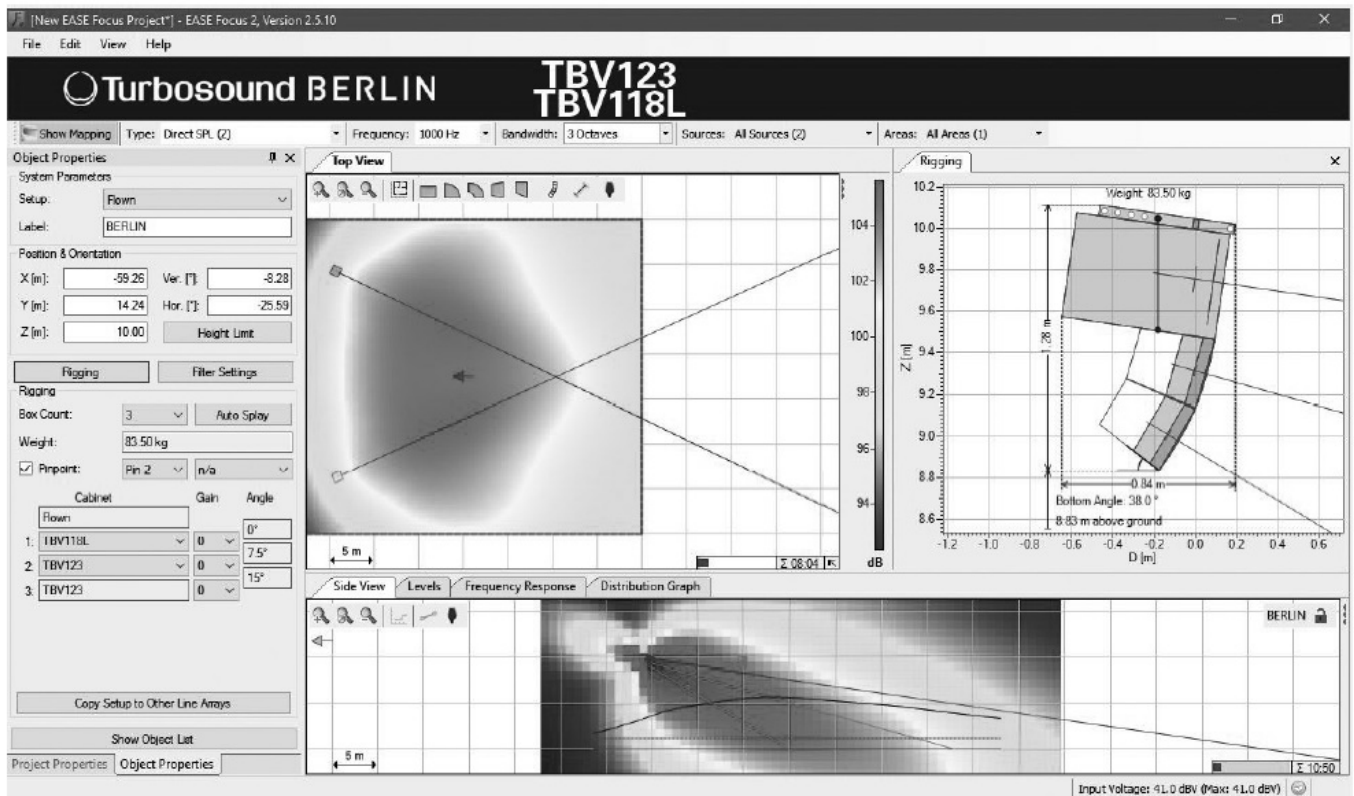 [New EASE Focus Project*] - EASE Focus 2, Version 2.5.10
File Edit View Help
Turbosound BERLIN
TBV123
TBV118L
Show Mapping Type: Direct SPL (Z) Frequency: 1000 Hz Bandwidth: 3 Octaves Sources: All Sources (2) Areas: All Areas (1)
Object Properties
System Parameters
Setup: Flown
Label: BERLIN
Position & Orientation
X [m]: -59.26 Ver. [°]: -8.28
Y [m]: 14.24 Hor. [°]: -25.59
Z [m]: 10.00 Height Limit
Rigging Filter Settings
Rigging
Box Count: 3 Auto Splay
Weight: 83.50 kg
Pinpoint: Pin 2 n/a
Cabinet Gain Angle
Flown
0°
1: TBV118L 0
7.5°
2: TBV123 0
15°
3: TBV123 0
Copy Setup to Other Line Arrays
Show Object List
Project Properties Object Properties
Top View
104
102
100
98
96
94
dB
5 m
Σ 08:04
Rigging
Weight: 83.50 kg
10.2
10.0
9.8
9.6
9.4
9.2
9.0
8.8
8.6
Z [m]
1.28 m
0.84 m
Bottom Angle: 38.0 °
8.83 m above ground
-1.2 -1.0 -0.8 -0.6 -0.4 -0.2 0.0 0.2 0.4 0.6
D [m]
Side View Levels Frequency Response Distribution Graph
BERLIN
5 m
Σ 10:50
Input Voltage: 41.0 dBV (Max: 41.0 dBV)